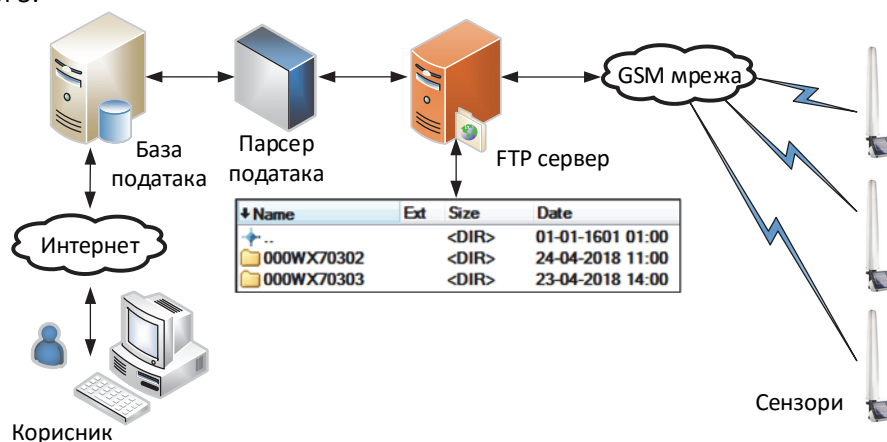 GSM мрежа
База
података
Парсер
података
FTP сервер
Name Ext Size Date
.. <DIR> 01-01-1601 01:00
000WX70302 <DIR> 24-04-2018 11:00
000WX70303 <DIR> 23-04-2018 14:00
Интернет
Сензори
Корисник